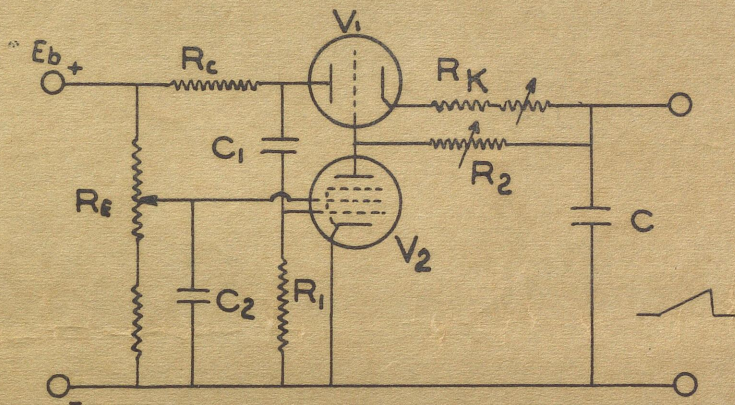 V₁
Eb +
Rc
RK
C₁
R₂
RE
C
V₂
C₂
R₁
-